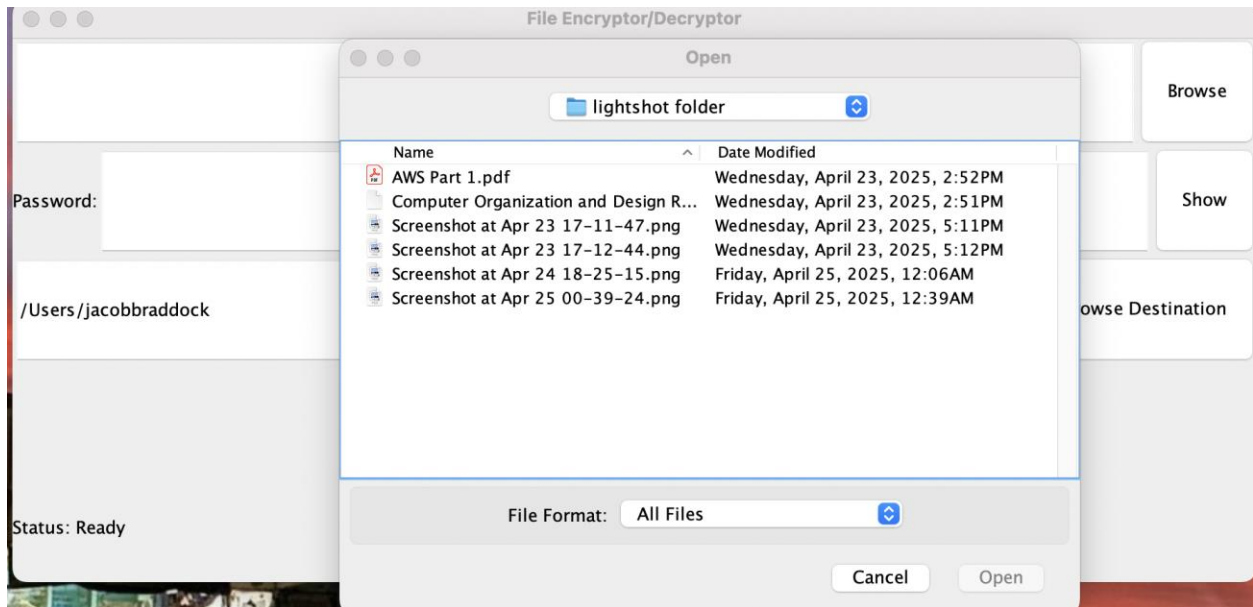 File Encryptor/Decryptor
Open
lightshot folder
Browse
Name Date Modified
AWS Part 1.pdf Wednesday, April 23, 2025, 2:52PM
Computer Organization and Design R... Wednesday, April 23, 2025, 2:51PM
Screenshot at Apr 23 17-11-47.png Wednesday, April 23, 2025, 5:11PM
Screenshot at Apr 23 17-12-44.png Wednesday, April 23, 2025, 5:12PM
Screenshot at Apr 24 18-25-15.png Friday, April 25, 2025, 12:06AM
Screenshot at Apr 25 00-39-24.png Friday, April 25, 2025, 12:39AM
Password:
Show
/Users/jacobbraddock
owse Destination
File Format: All Files
Status: Ready
Cancel Open